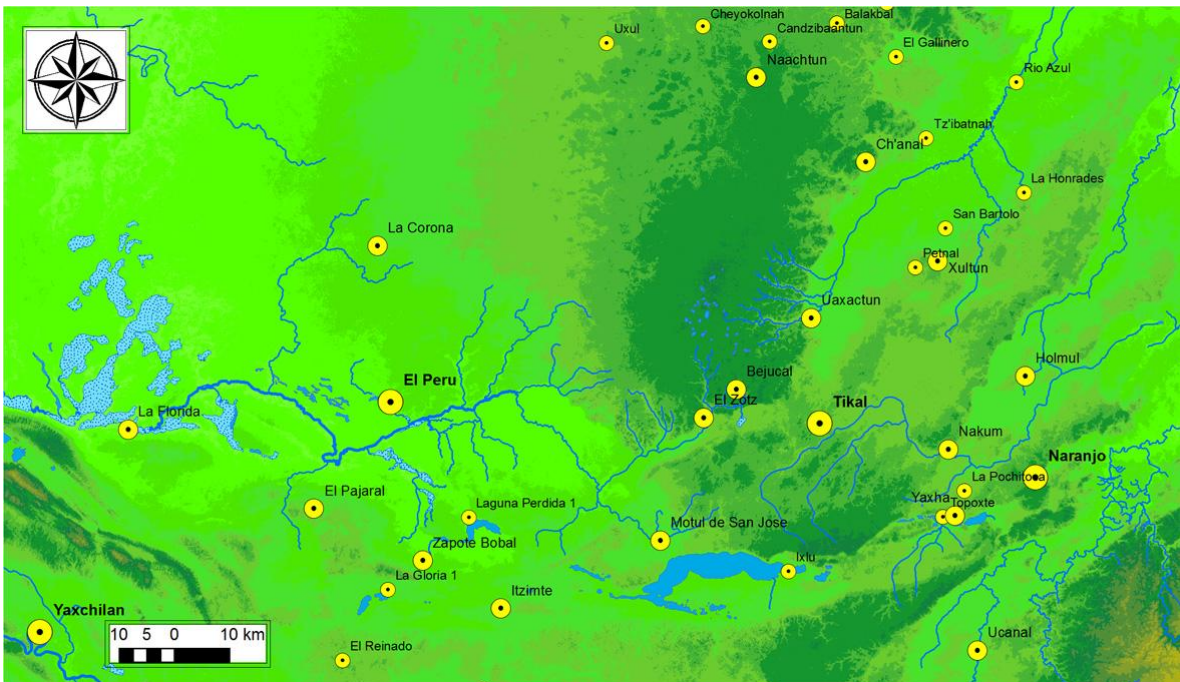 Cheyokolnah
Balakbal
Uxul
Candzibaantun
El Gallinero
Naachtun
Rio Azul
Tz'ibatnah
Ch'anal
La Honrades
San Bartolo
La Corona
Petnal
Xultun
Uaxactun
Holmul
El Peru
Bejucal
El Zotz
Tikal
La Florida
Nakum
Naranjo
La Pochitoca
El Pajaral
Laguna Perdida 1
Yaxha
Topoxte
Motul de San Jose
Zapote Bobal
Ixlu
La Gloria 1
Itzimte
Yaxchilan
10 5 0 10 km
El Reinado
Ucanal